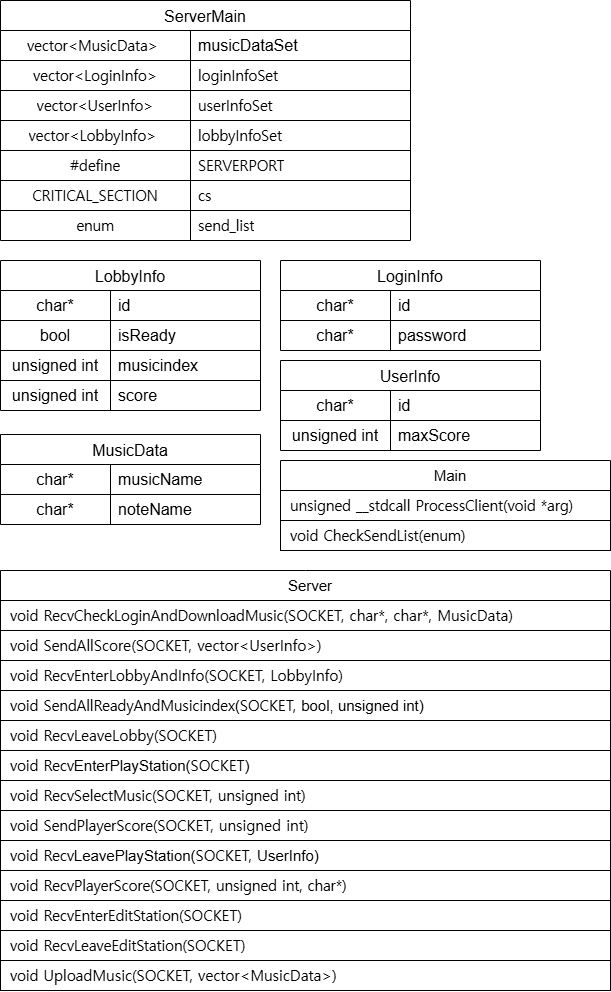 ServerMain
vector<MusicData> musicDataSet
vector<LoginInfo> loginInfoSet
vector<UserInfo> userInfoSet
vector<LobbyInfo> lobbyInfoSet
#define SERVERPORT
CRITICAL_SECTION cs
enum send_list
LobbyInfo
char* id
bool isReady
unsigned int musicindex
unsigned int score
LoginInfo
char* id
char* password
UserInfo
char* id
unsigned int maxScore
MusicData
char* musicName
char* noteName
Main
unsigned __stdcall ProcessClient(void *arg)
void CheckSendList(enum)
Server
void RecvCheckLoginAndDownloadMusic(SOCKET, char*, char*, MusicData)
void SendAllScore(SOCKET, vector<UserInfo>)
void RecvEnterLobbyAndInfo(SOCKET, LobbyInfo)
void SendAllReadyAndMusicindex(SOCKET, bool, unsigned int)
void RecvLeaveLobby(SOCKET)
void RecvEnterPlayStation(SOCKET)
void RecvSelectMusic(SOCKET, unsigned int)
void SendPlayerScore(SOCKET, unsigned int)
void RecvLeavePlayStation(SOCKET, UserInfo)
void RecvPlayerScore(SOCKET, unsigned int, char*)
void RecvEnterEditStation(SOCKET)
void RecvLeaveEditStation(SOCKET)
void UploadMusic(SOCKET, vector<MusicData>)